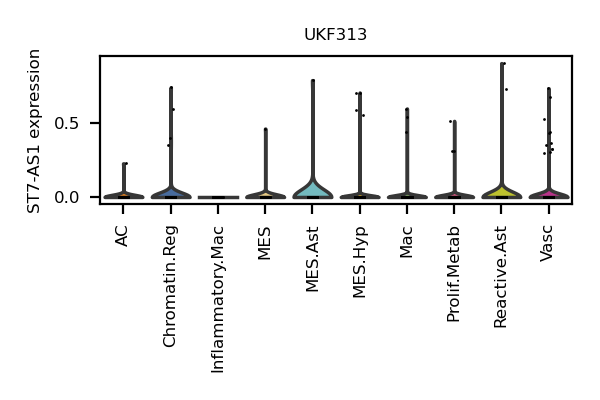 UKF313
ST7-AS1 expression
0.5
0.0
AC
Chromatin.Reg
Inflammatory.Mac
MES
MES.Ast
MES.Hyp
Mac
Prolif.Metab
Reactive.Ast
Vasc